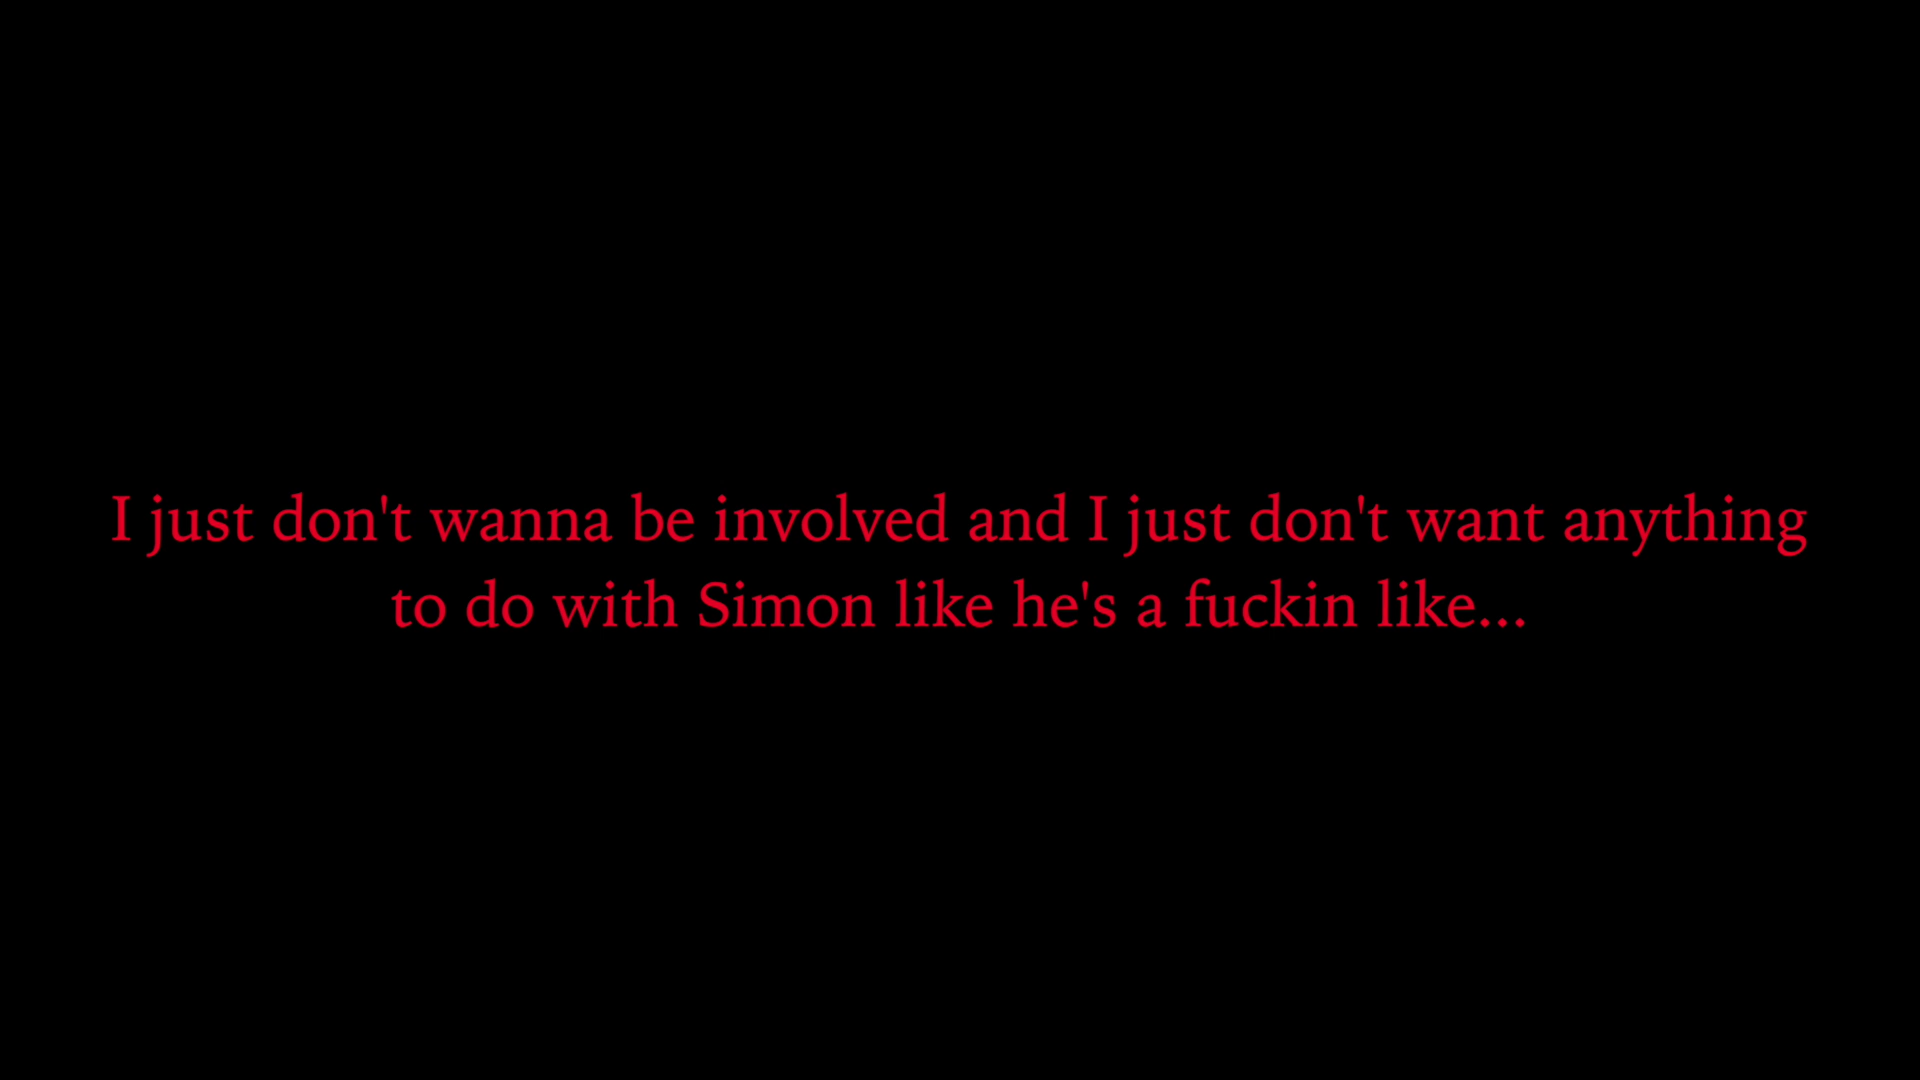 I just don't wanna be involved and I just don't want anything
to do with Simon like he's a fuckin like...